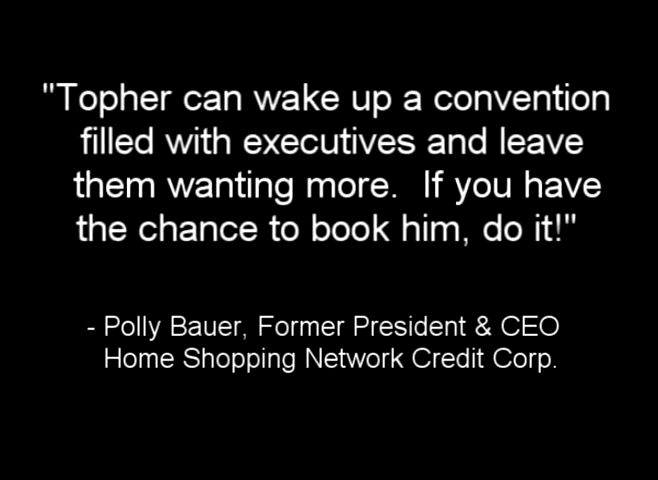 "Topher can wake up a convention
filled with executives and leave
them wanting more.  If you have
the chance to book him, do it!"
- Polly Bauer, Former President & CEO
Home Shopping Network Credit Corp.